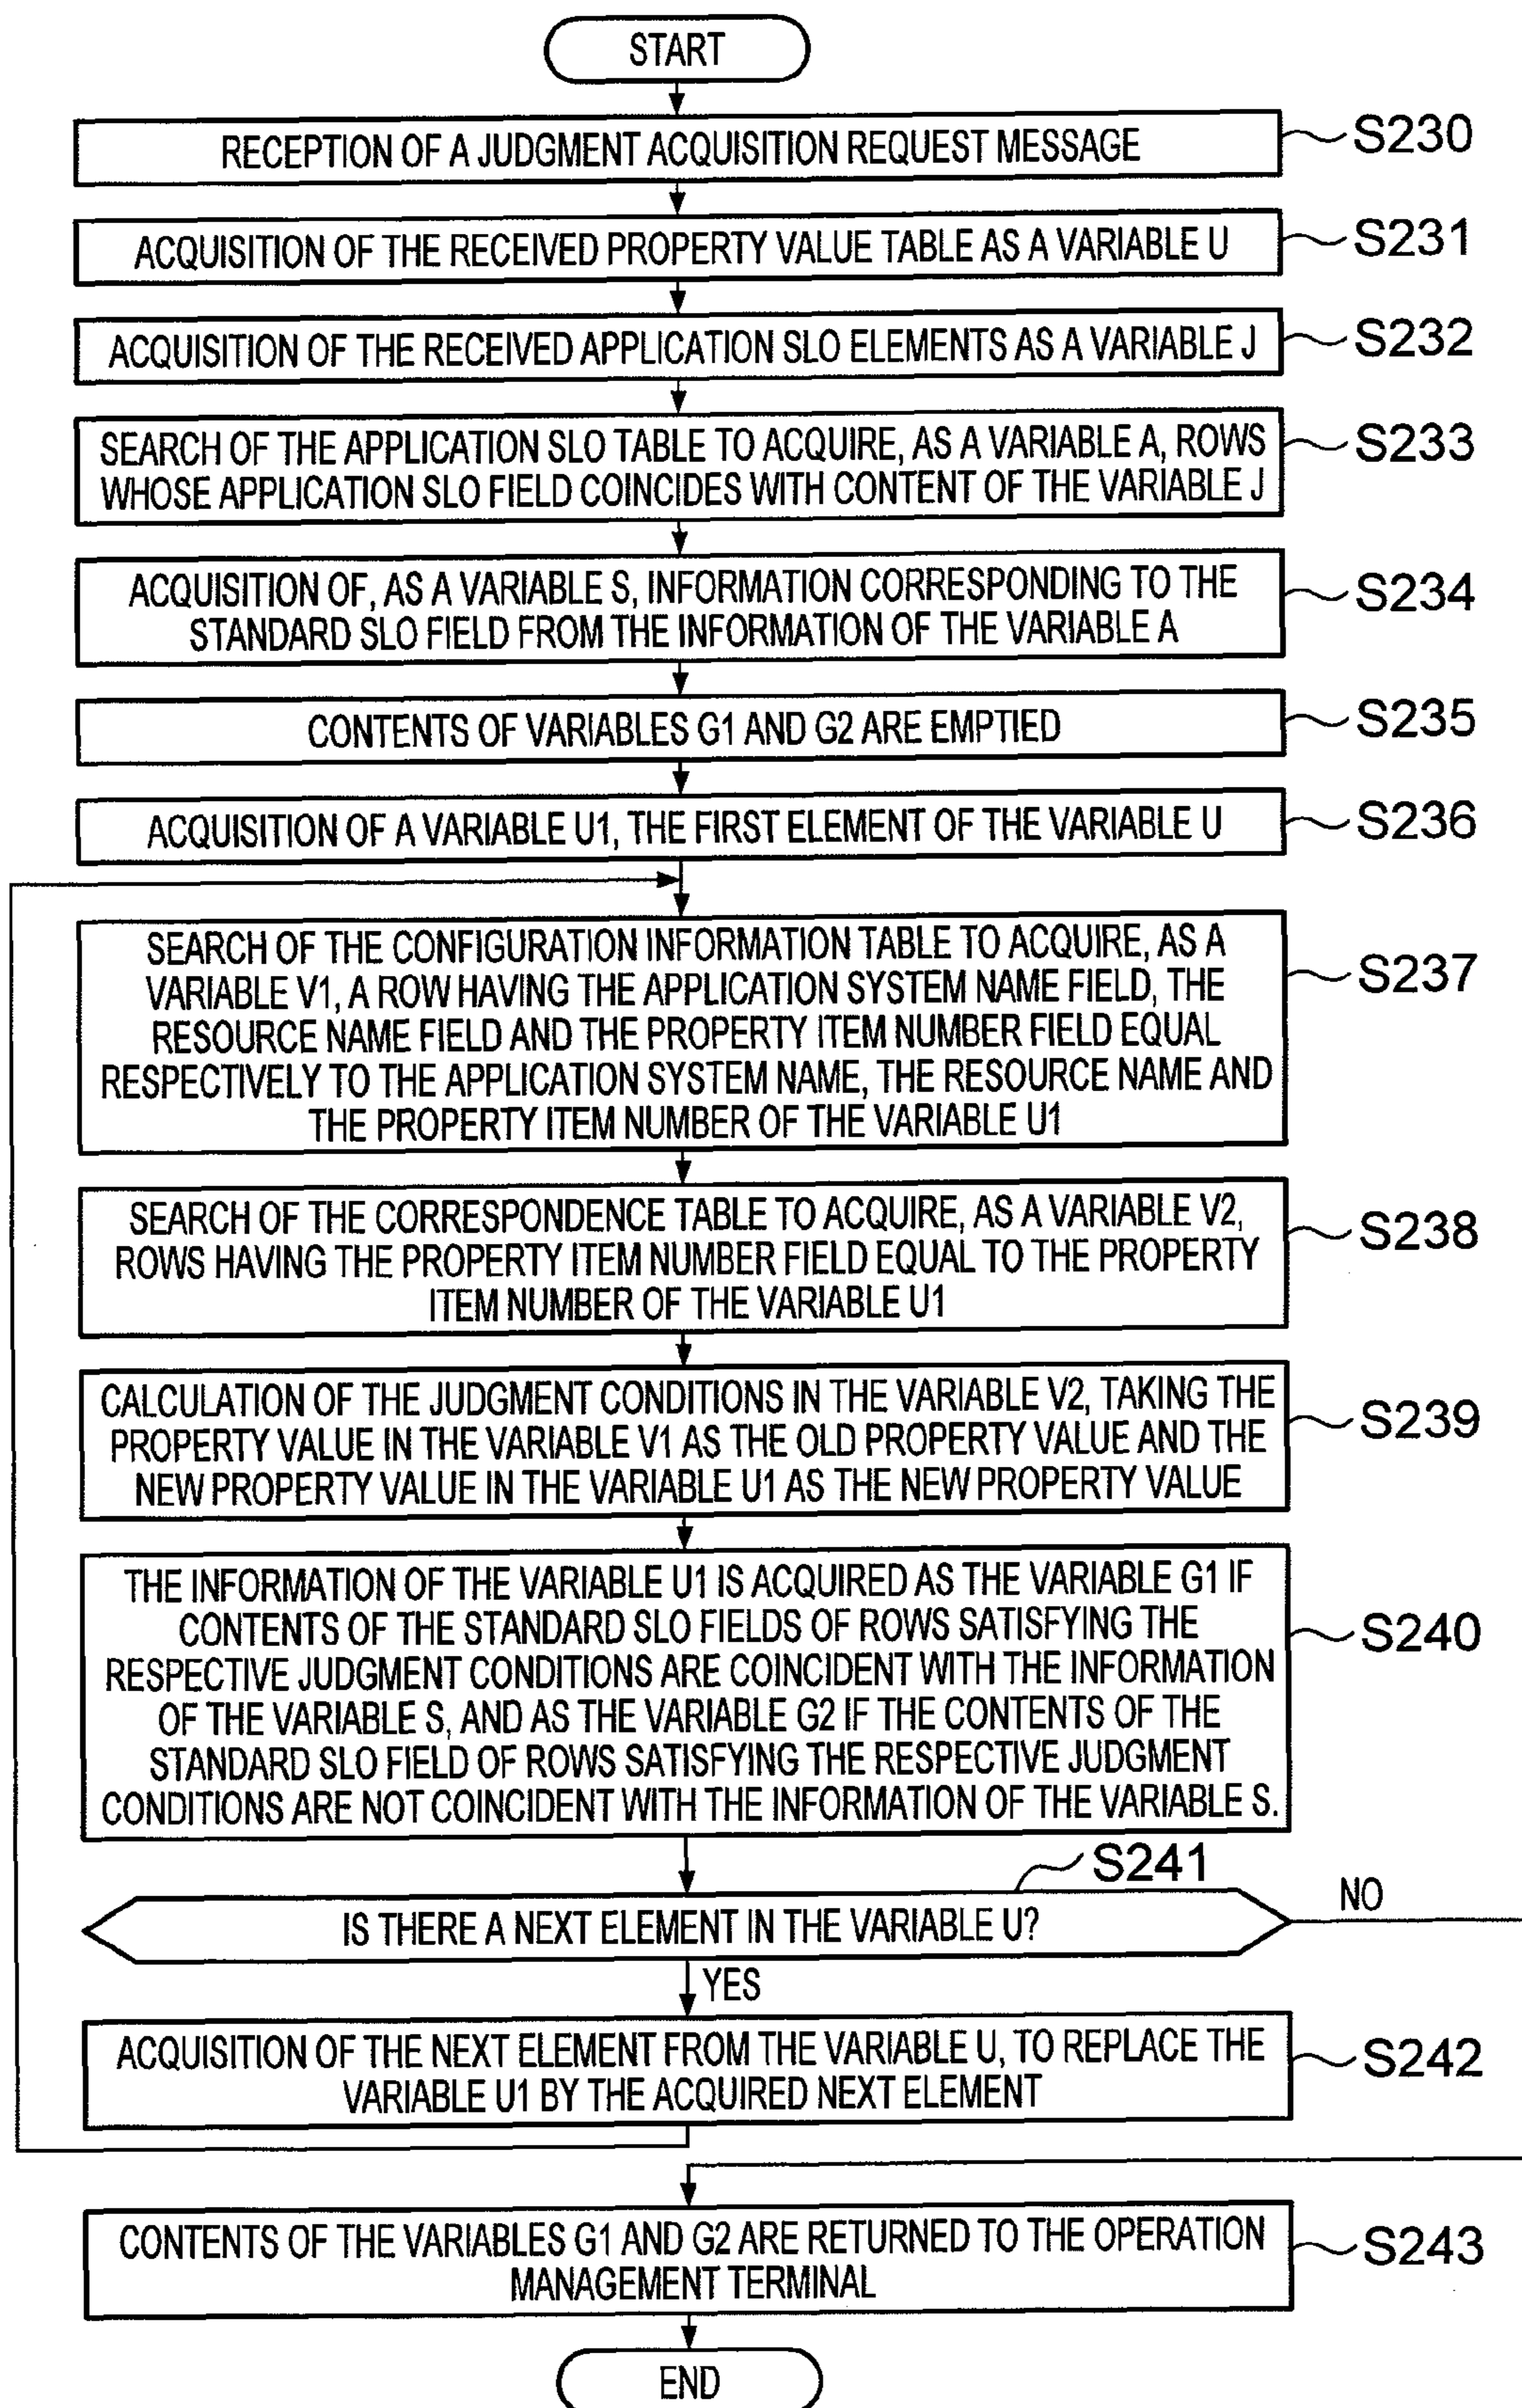 START
RECEPTION OF A JUDGMENT ACQUISITION REQUEST MESSAGE
S230
ACQUISITION OF THE RECEIVED PROPERTY VALUE TABLE AS A VARIABLE U
S231
ACQUISITION OF THE RECEIVED APPLICATION SLO ELEMENTS AS A VARIABLE J
S232
SEARCH OF THE APPLICATION SLO TABLE TO ACQUIRE, AS A VARIABLE A, ROWS
WHOSE APPLICATION SLO FIELD COINCIDES WITH CONTENT OF THE VARIABLE J
S233
ACQUISITION OF, AS A VARIABLE S, INFORMATION CORRESPONDING TO THE
STANDARD SLO FIELD FROM THE INFORMATION OF THE VARIABLE A
S234
CONTENTS OF VARIABLES G1 AND G2 ARE EMPTIED
S235
ACQUISITION OF A VARIABLE U1, THE FIRST ELEMENT OF THE VARIABLE U
S236
SEARCH OF THE CONFIGURATION INFORMATION TABLE TO ACQUIRE, AS A
VARIABLE V1, A ROW HAVING THE APPLICATION SYSTEM NAME FIELD, THE
RESOURCE NAME FIELD AND THE PROPERTY ITEM NUMBER FIELD EQUAL
RESPECTIVELY TO THE APPLICATION SYSTEM NAME, THE RESOURCE NAME AND
THE PROPERTY ITEM NUMBER OF THE VARIABLE U1
S237
SEARCH OF THE CORRESPONDENCE TABLE TO ACQUIRE, AS A VARIABLE V2,
ROWS HAVING THE PROPERTY ITEM NUMBER FIELD EQUAL TO THE PROPERTY
ITEM NUMBER OF THE VARIABLE U1
S238
CALCULATION OF THE JUDGMENT CONDITIONS IN THE VARIABLE V2, TAKING THE
PROPERTY VALUE IN THE VARIABLE V1 AS THE OLD PROPERTY VALUE AND THE
NEW PROPERTY VALUE IN THE VARIABLE U1 AS THE NEW PROPERTY VALUE
S239
THE INFORMATION OF THE VARIABLE U1 IS ACQUIRED AS THE VARIABLE G1 IF
CONTENTS OF THE STANDARD SLO FIELDS OF ROWS SATISFYING THE
RESPECTIVE JUDGMENT CONDITIONS ARE COINCIDENT WITH THE INFORMATION
OF THE VARIABLE S, AND AS THE VARIABLE G2 IF THE CONTENTS OF THE
STANDARD SLO FIELD OF ROWS SATISFYING THE RESPECTIVE JUDGMENT
CONDITIONS ARE NOT COINCIDENT WITH THE INFORMATION OF THE VARIABLE S.
S240
S241
IS THERE A NEXT ELEMENT IN THE VARIABLE U?
NO
YES
ACQUISITION OF THE NEXT ELEMENT FROM THE VARIABLE U, TO REPLACE THE
VARIABLE U1 BY THE ACQUIRED NEXT ELEMENT
S242
CONTENTS OF THE VARIABLES G1 AND G2 ARE RETURNED TO THE OPERATION
MANAGEMENT TERMINAL
S243
END